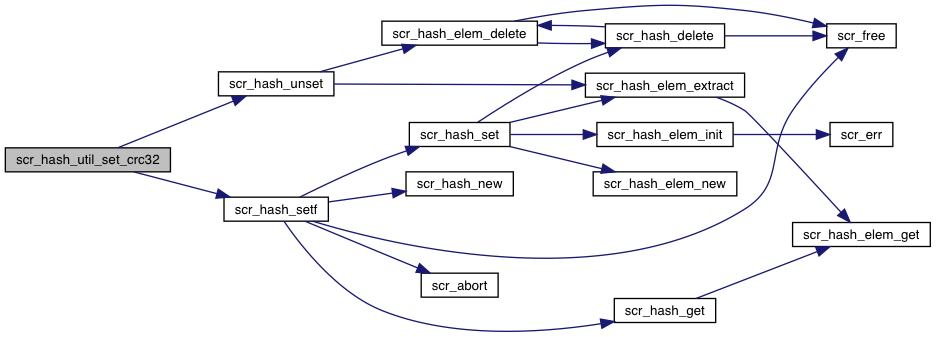 scr_hash_util_set_crc32
scr_hash_unset
scr_hash_setf
scr_hash_elem_delete
scr_hash_set
scr_hash_new
scr_abort
scr_hash_delete
scr_hash_elem_extract
scr_hash_elem_init
scr_hash_elem_new
scr_hash_get
scr_free
scr_err
scr_hash_elem_get